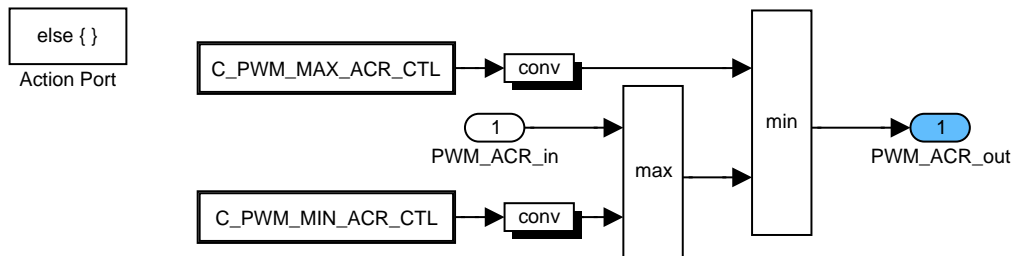 else { }
Action Port
C_PWM_MAX_ACR_CTL
conv
1
PWM_ACR_in
C_PWM_MIN_ACR_CTL
conv
max
min
1
PWM_ACR_out